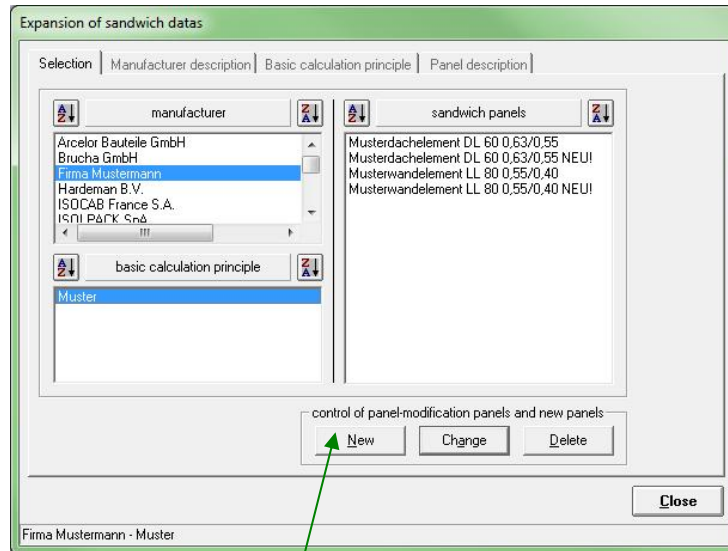 Expansion of sandwich datas
Selection
Manufacturer description
Basic calculation principle
Panel description
manufacturer
Arcelor Bauteile GmbH
Brucha GmbH
Firma Mustermann
Hardeman B.V.
ISOCAB France S.A.
ISOLPACK SpA
basic calculation principle
Muster
sandwich panels
Musterdachelement DL 60 0,63/0,55
Musterdachelement DL 60 0,63/0,55 NEU!
Musterwandelement LL 80 0,55/0,40
Musterwandelement LL 80 0,55/0,40 NEU!
control of panel-modification panels and new panels
New
Change
Delete
Close
Firma Mustermann - Muster